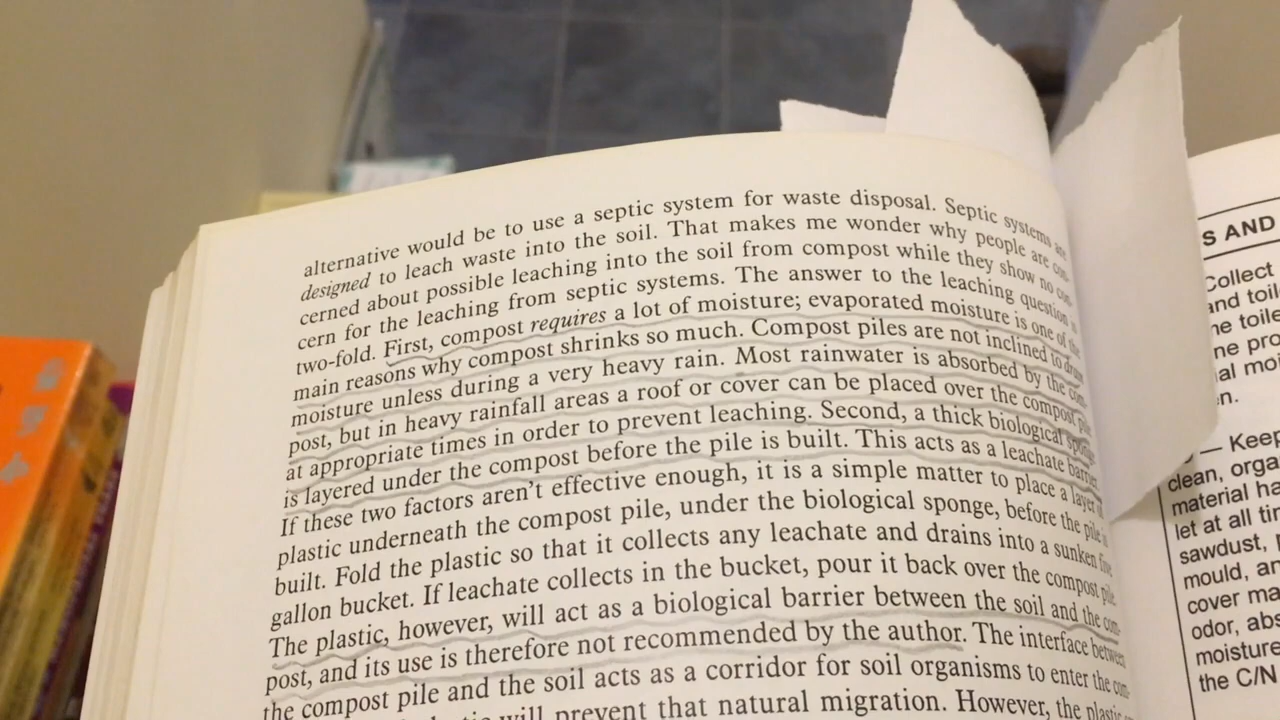 alternative would be to use a septic system for waste disposal. Septic systems are
designed to leach waste into the soil. That makes me wonder why people are con-
cerned about possible leaching into the soil from compost while they show no con-
cern for the leaching from septic systems. The answer to the leaching question is
two-fold. First, compost requires a lot of moisture; evaporated moisture is one of the
main reasons why compost shrinks so much. Compost piles are not inclined to drain
moisture unless during a very heavy rain. Most rainwater is absorbed by the com-
post, but in heavy rainfall areas a roof or cover can be placed over the compost pile
at appropriate times in order to prevent leaching. Second, a thick biological sponge
is layered under the compost before the pile is built. This acts as a leachate barrier.
If these two factors aren't effective enough, it is a simple matter to place a layer of
plastic underneath the compost pile, under the biological sponge, before the pile is
built. Fold the plastic so that it collects any leachate and drains into a sunken five
gallon bucket. If leachate collects in the bucket, pour it back over the compost pile.
The plastic, however, will act as a biological barrier between the soil and the com-
post, and its use is therefore not recommended by the author. The interface between
the compost pile and the soil acts as a corridor for soil organisms to enter the com-
will prevent that natural migration. However, the plastic
S AND
Collect
and toil
he toile
ne pro
al moi
n.
— Keep
clean, orga
material ha
let at all tim
sawdust,
mould, an
cover ma
odor, abs
moisture
the C/N